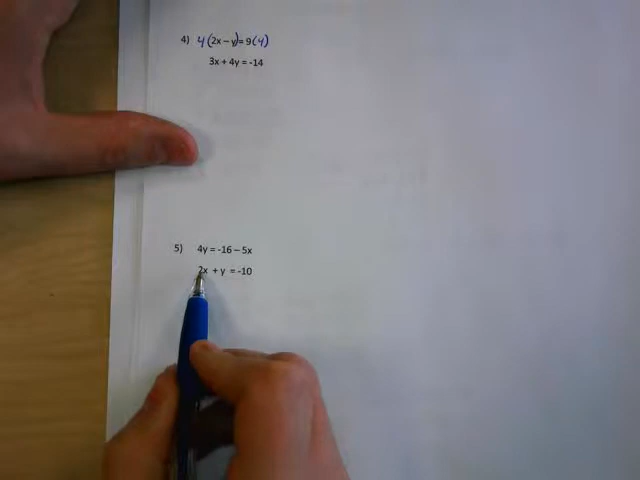 4) 4(2x – y)= 9(4)
3x + 4y = -14
5) 4y = -16 – 5x
2x + y = -10